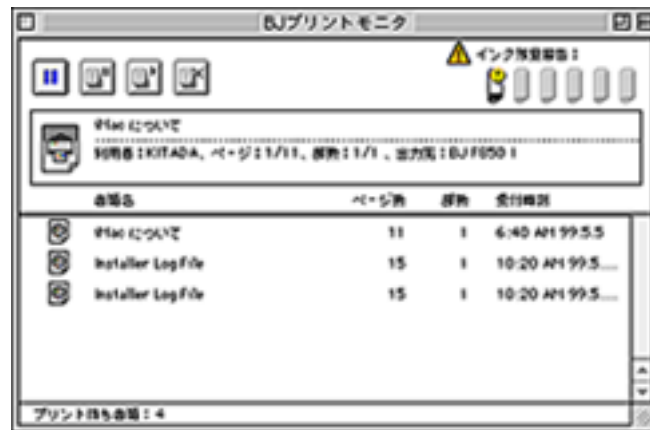 BJプリントモニタ
インク残量報告：
iMac について
利用者：KITADA、ページ：1/11、部数：1/1、出力先：BJ F850 1
書類名 ページ数 部数 受付時刻
iMac について 11 1 6:40 AM 99.5.5
Installer Log File 15 1 10:20 AM 99.5....
Installer Log File 15 1 10:20 AM 99.5....
プリント待ち書類：4